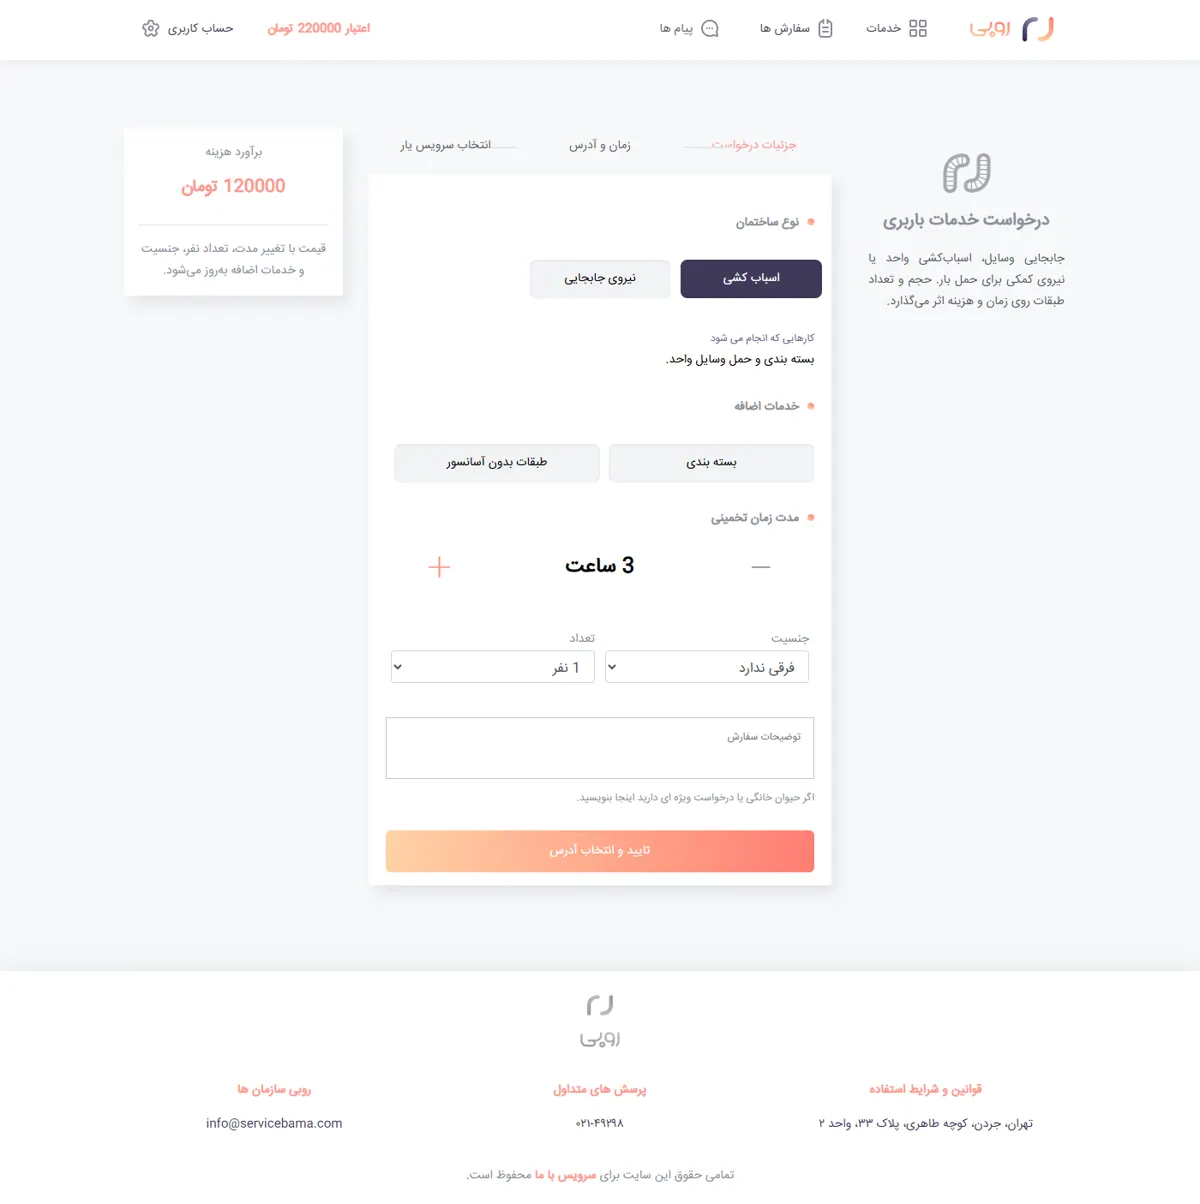 روبی
خدمات
سفارش ها
پیام ها
اعتبار 220000 تومان
حساب کاربری
درخواست خدمات باربری
جابجایی وسایل، اسباب‌کشی واحد یا
نیروی کمکی برای حمل بار. حجم و تعداد
طبقات روی زمان و هزینه اثر می‌گذارد.
جزئیات درخواست
زمان و آدرس
انتخاب سرویس یار
نوع ساختمان
اسباب کشی
نیروی جابجایی
کارهایی که انجام می شود
بسته بندی و حمل وسایل واحد.
خدمات اضافه
بسته بندی
طبقات بدون آسانسور
مدت زمان تخمینی
3 ساعت
جنسیت
تعداد
فرقی ندارد
1 نفر
توضیحات سفارش
اگر حیوان خانگی یا درخواست ویژه ای دارید اینجا بنویسید.
تایید و انتخاب آدرس
برآورد هزینه
120000 تومان
قیمت با تغییر مدت، تعداد نفر، جنسیت
و خدمات اضافه به‌روز می‌شود.
روبی
قوانین و شرایط استفاده
پرسش های متداول
روبی سازمان ها
تهران، جردن، کوچه طاهری، پلاک ۳۳، واحد ۲
۰۲۱-۴۹۲۹۸
info@servicebama.com
تمامی حقوق این سایت برای سرویس با ما محفوظ است.